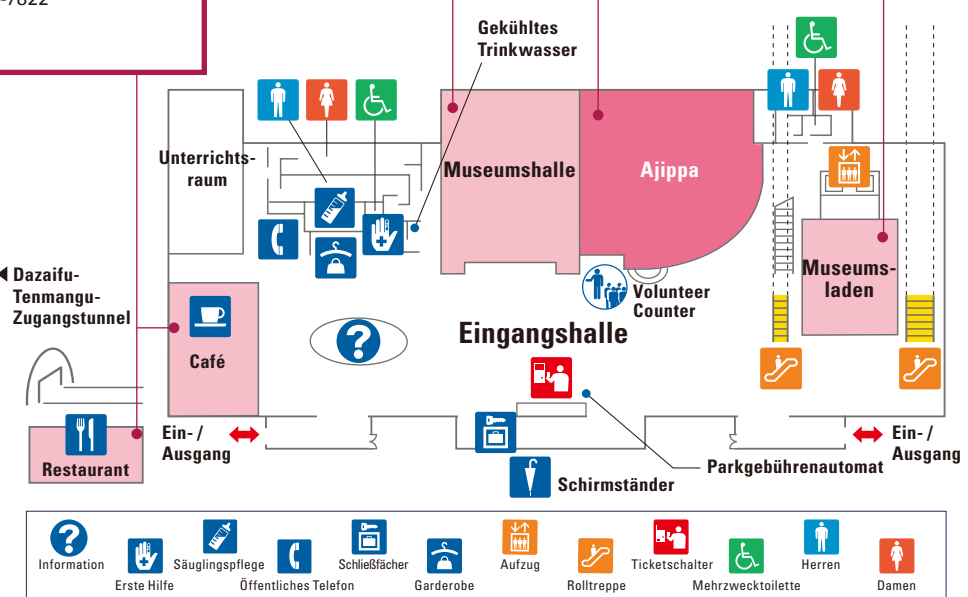 -7822
Gekühltes
Trinkwasser
Unterrichts-
raum
Museumshalle
Ajippa
Dazaifu-
Tenmangu-
Zugangstunnel
Museums-
laden
Volunteer
Counter
Eingangshalle
Café
Restaurant
Ein- /
Ausgang
Ein- /
Ausgang
Parkgebührenautomat
Schirmständer
Information
Säuglingspflege
Schließfächer
Aufzug
Ticketschalter
Herren
Erste Hilfe
Öffentliches Telefon
Garderobe
Rolltreppe
Mehrzwecktoilette
Damen